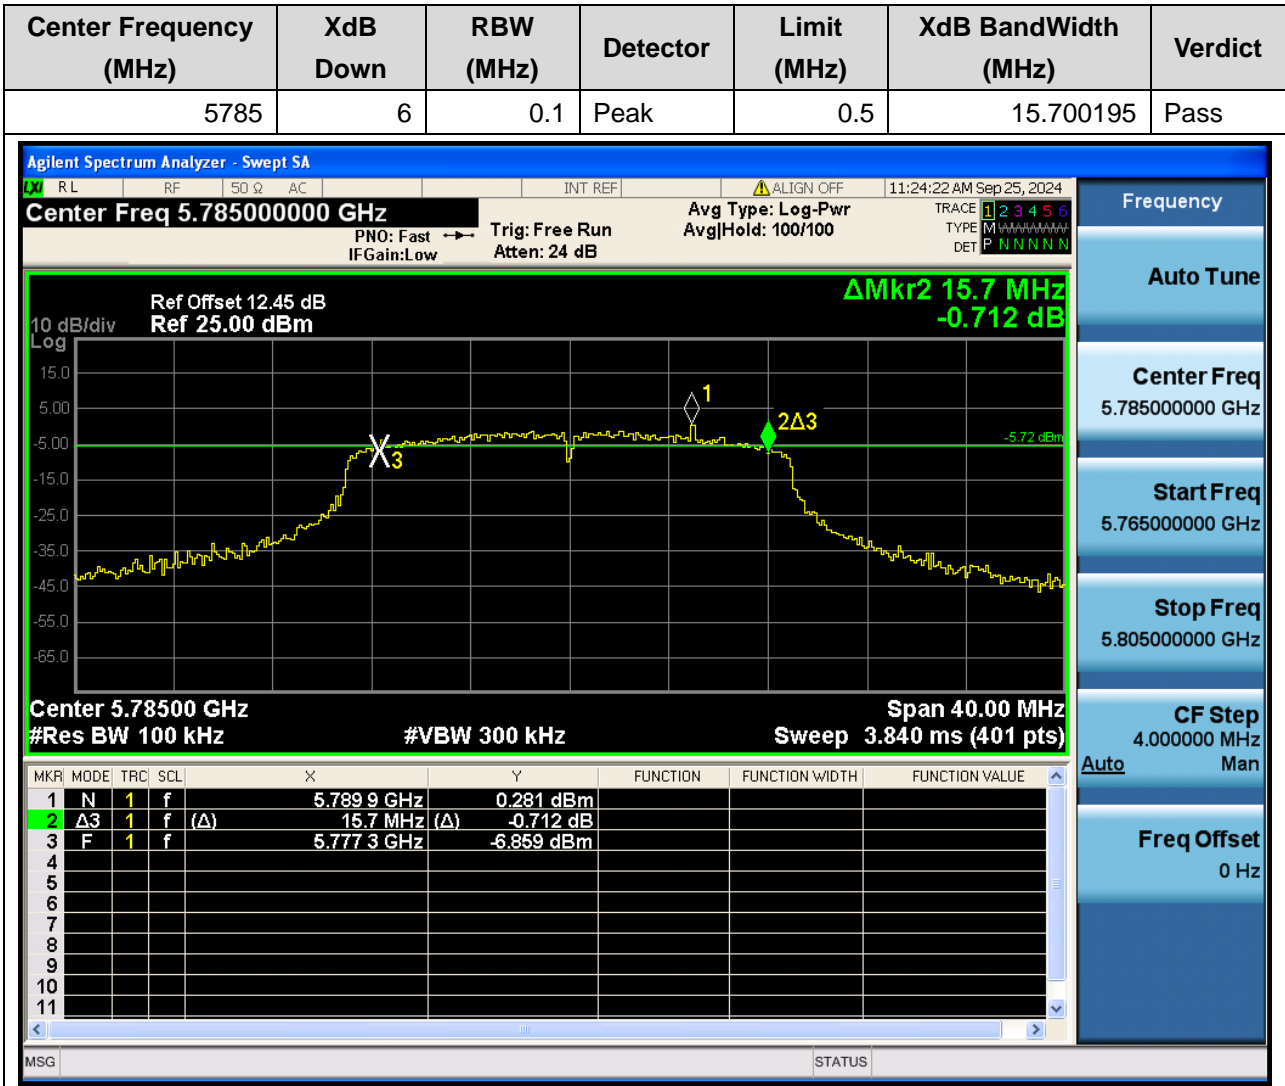 Center Frequency (MHz) XdB Down RBW (MHz) Detector Limit (MHz) XdB BandWidth (MHz) Verdict
5785 6 0.1 Peak 0.5 15.700195 Pass
Agilent Spectrum Analyzer - Swept SA
LXI RL RF 50 Ω AC INT REF ALIGN OFF 11:24:22 AM Sep 25, 2024
Center Freq 5.785000000 GHz
PNO: Fast
IFGain:Low
Trig: Free Run
Atten: 24 dB
Avg Type: Log-Pwr
Avg|Hold: 100/100
TRACE 1 2 3 4 5 6
TYPE M
DET P N N N N N
ΔMkr2 15.7 MHz
-0.712 dB
Ref Offset 12.45 dB
10 dB/div Ref 25.00 dBm
Log
15.0
5.00
-5.00
-15.0
-25.0
-35.0
-45.0
-55.0
-65.0
1
2Δ3
3
-5.72 dBm
Center 5.78500 GHz Span 40.00 MHz
#Res BW 100 kHz #VBW 300 kHz Sweep 3.840 ms (401 pts)
MKR MODE TRC SCL X Y FUNCTION FUNCTION WIDTH FUNCTION VALUE
1 N 1 f 5.789 9 GHz 0.281 dBm
2 Δ3 1 f (Δ) 15.7 MHz (Δ) -0.712 dB
3 F 1 f 5.777 3 GHz -6.859 dBm
4
5
6
7
8
9
10
11
MSG STATUS
Frequency
Auto Tune
Center Freq
5.785000000 GHz
Start Freq
5.765000000 GHz
Stop Freq
5.805000000 GHz
CF Step
4.000000 MHz
Auto Man
Freq Offset
0 Hz